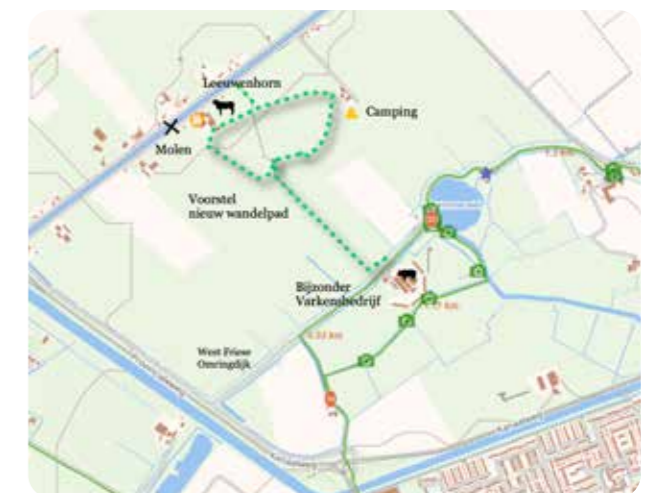 Leeuwenhorn
Camping
Molen
Voorstel
nieuw wandelpad
Bijzonder
Varkensbedrijf
West Friese
Omringdijk